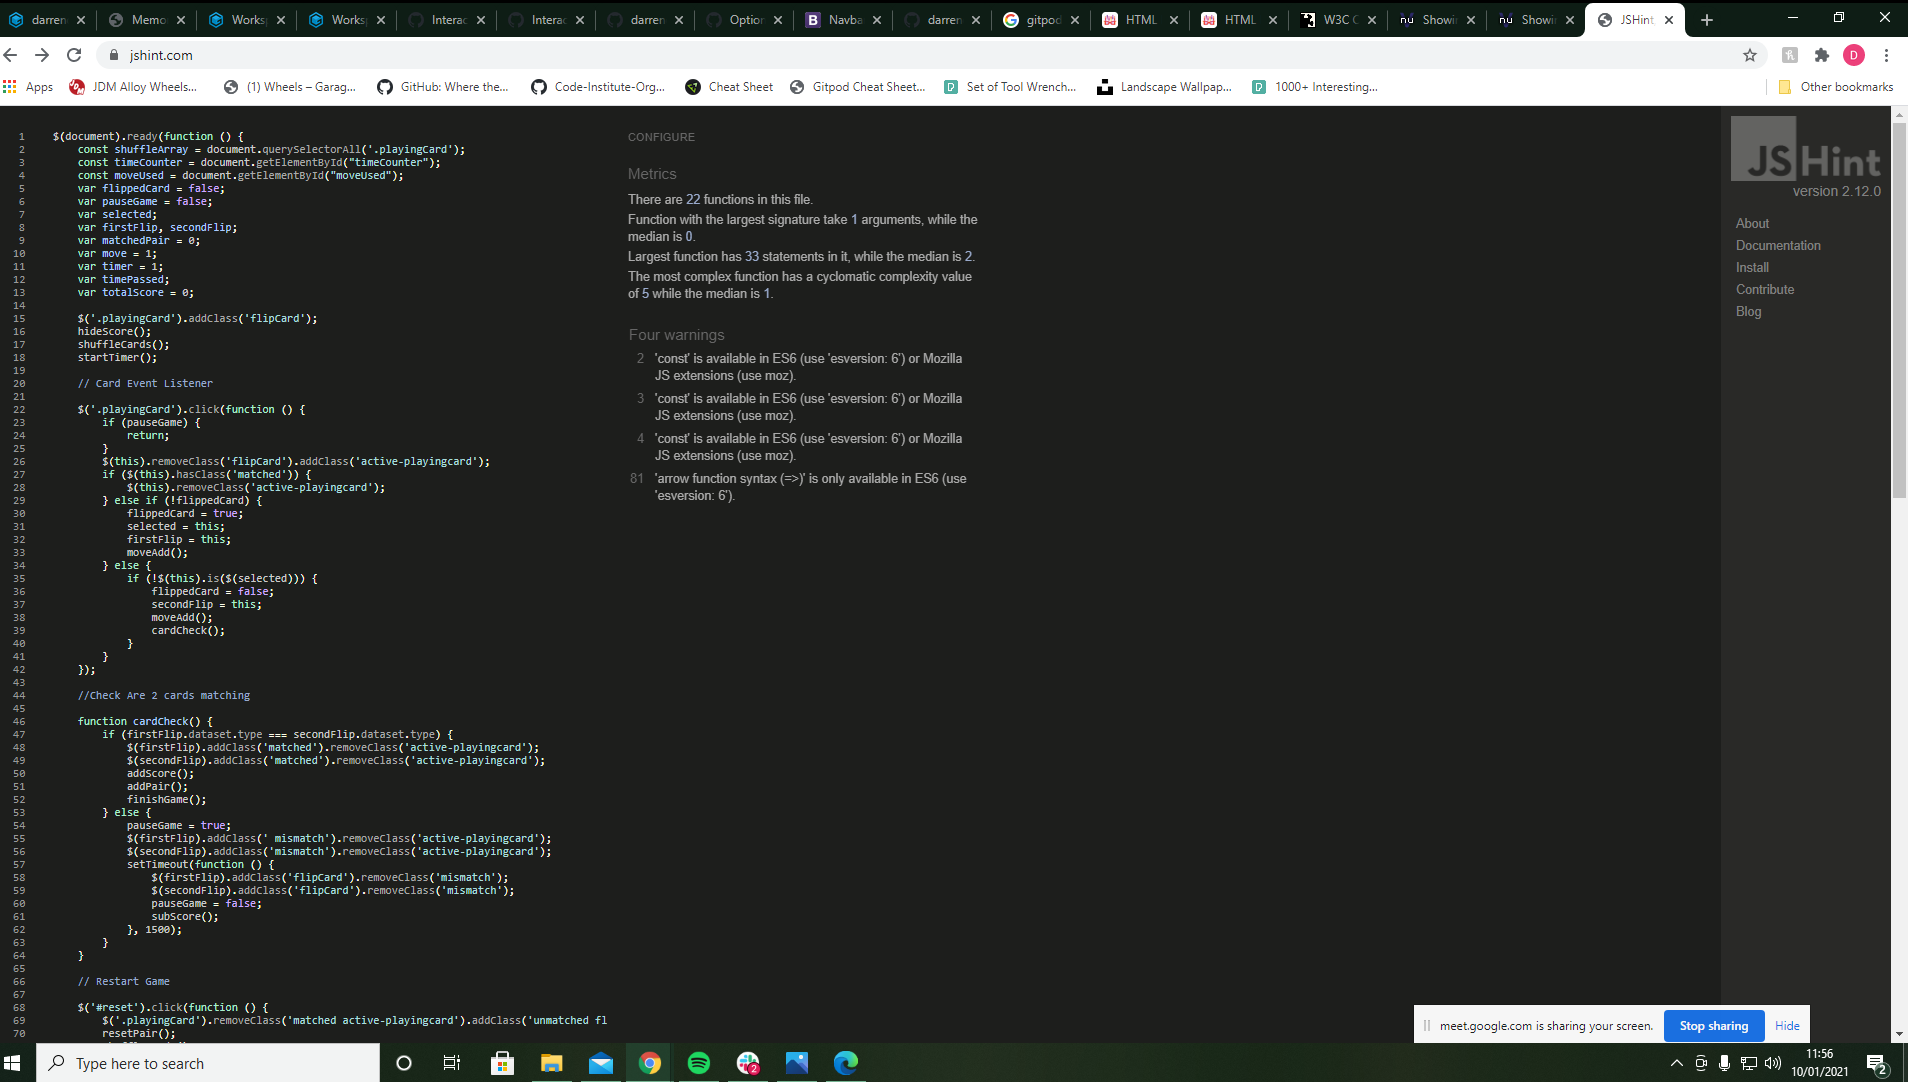 darren
Memo
Works
Works
Interac
Interac
darren
Option
B Navba
darren
gitpod
HTML
HTML
W3C C
nu Showi
nu Showi
JSHint,
jshint.com
D
Apps
JDM Alloy Wheels...
(1) Wheels – Garag...
GitHub: Where the...
Code-Institute-Org...
Cheat Sheet
Gitpod Cheat Sheet...
Set of Tool Wrench...
Landscape Wallpap...
1000+ Interesting...
Other bookmarks
1 $(document).ready(function () {
2 const shuffleArray = document.querySelectorAll('.playingCard');
3 const timeCounter = document.getElementById("timeCounter");
4 const moveUsed = document.getElementById("moveUsed");
5 var flippedCard = false;
6 var pauseGame = false;
7 var selected;
8 var firstFlip, secondFlip;
9 var matchedPair = 0;
10 var move = 1;
11 var timer = 1;
12 var timePassed;
13 var totalScore = 0;
14
15 $('.playingCard').addClass('flipCard');
16 hideScore();
17 shuffleCards();
18 startTimer();
19
20 // Card Event Listener
21
22 $('.playingCard').click(function () {
23 if (pauseGame) {
24 return;
25 }
26 $(this).removeClass('flipCard').addClass('active-playingcard');
27 if ($(this).hasClass('matched')) {
28 $(this).removeClass('active-playingcard');
29 } else if (!flippedCard) {
30 flippedCard = true;
31 selected = this;
32 firstFlip = this;
33 moveAdd();
34 } else {
35 if (!$(this).is($(selected))) {
36 flippedCard = false;
37 secondFlip = this;
38 moveAdd();
39 cardCheck();
40 }
41 }
42 });
43
44 //Check Are 2 cards matching
45
46 function cardCheck() {
47 if (firstFlip.dataset.type === secondFlip.dataset.type) {
48 $(firstFlip).addClass('matched').removeClass('active-playingcard');
49 $(secondFlip).addClass('matched').removeClass('active-playingcard');
50 addScore();
51 addPair();
52 finishGame();
53 } else {
54 pauseGame = true;
55 $(firstFlip).addClass(' mismatch').removeClass('active-playingcard');
56 $(secondFlip).addClass('mismatch').removeClass('active-playingcard');
57 setTimeout(function () {
58 $(firstFlip).addClass('flipCard').removeClass('mismatch');
59 $(secondFlip).addClass('flipCard').removeClass('mismatch');
60 pauseGame = false;
61 subScore();
62 }, 1500);
63 }
64 }
65
66 // Restart Game
67
68 $('#reset').click(function () {
69 $('.playingCard').removeClass('matched active-playingcard').addClass('unmatched fl
70 resetPair();
CONFIGURE
Metrics
There are 22 functions in this file.
Function with the largest signature take 1 arguments, while the
median is 0.
Largest function has 33 statements in it, while the median is 2.
The most complex function has a cyclomatic complexity value
of 5 while the median is 1.
Four warnings
2 'const' is available in ES6 (use 'esversion: 6') or Mozilla
JS extensions (use moz).
3 'const' is available in ES6 (use 'esversion: 6') or Mozilla
JS extensions (use moz).
4 'const' is available in ES6 (use 'esversion: 6') or Mozilla
JS extensions (use moz).
81 'arrow function syntax (=>)' is only available in ES6 (use
'esversion: 6').
JSHint
version 2.12.0
About
Documentation
Install
Contribute
Blog
meet.google.com is sharing your screen.
Stop sharing
Hide
Type here to search
2
11:56
10/01/2021
2